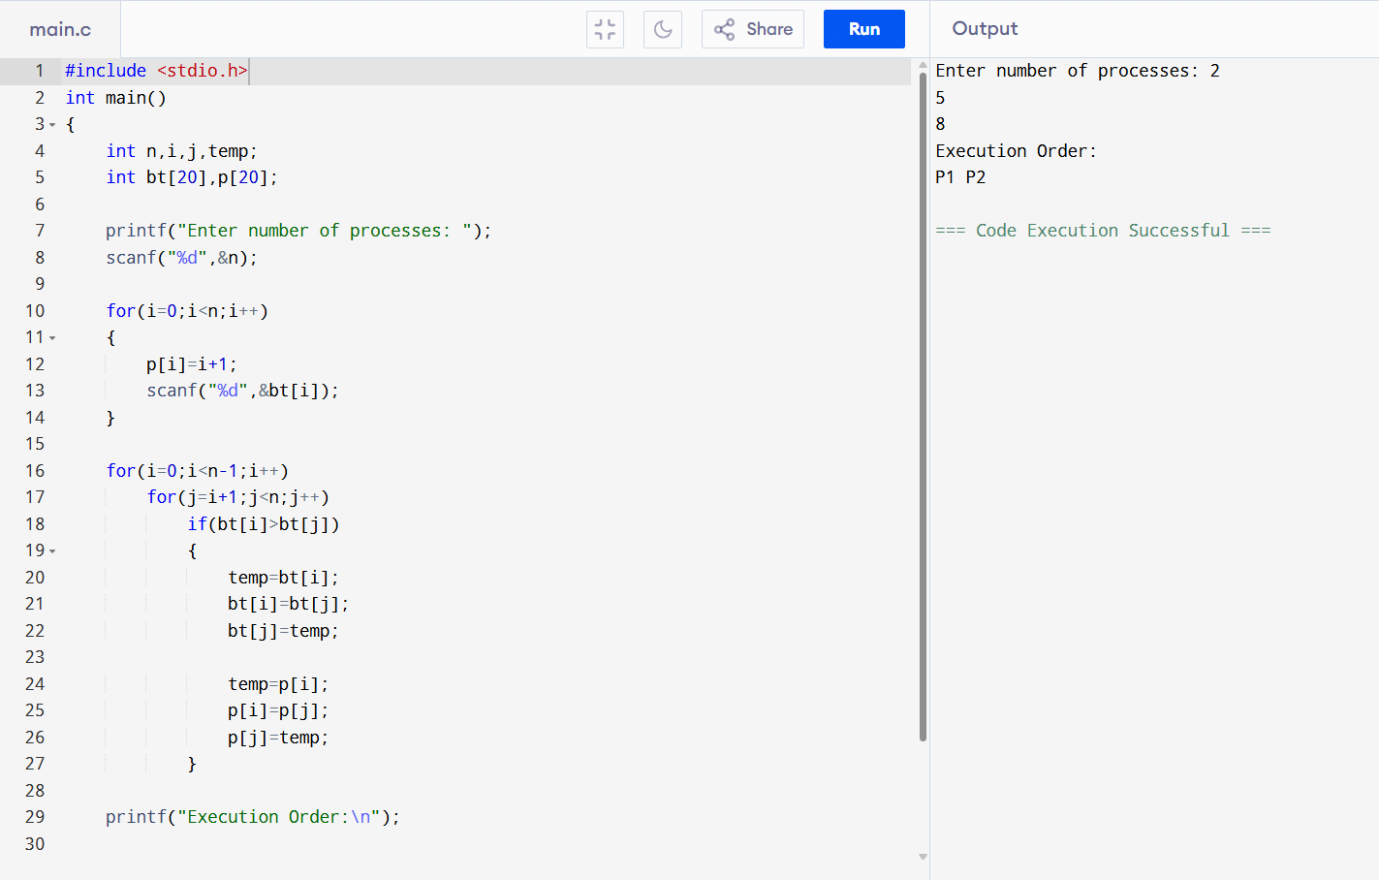 main.c
Share
Run
Output
1 #include <stdio.h>
2 int main()
3 {
4     int n,i,j,temp;
5     int bt[20],p[20];
6
7     printf("Enter number of processes: ");
8     scanf("%d",&n);
9
10     for(i=0;i<n;i++)
11     {
12         p[i]=i+1;
13         scanf("%d",&bt[i]);
14     }
15
16     for(i=0;i<n-1;i++)
17         for(j=i+1;j<n;j++)
18             if(bt[i]>bt[j])
19             {
20                 temp=bt[i];
21                 bt[i]=bt[j];
22                 bt[j]=temp;
23
24                 temp=p[i];
25                 p[i]=p[j];
26                 p[j]=temp;
27             }
28
29     printf("Execution Order:\n");
30
Enter number of processes: 2
5
8
Execution Order:
P1 P2
=== Code Execution Successful ===